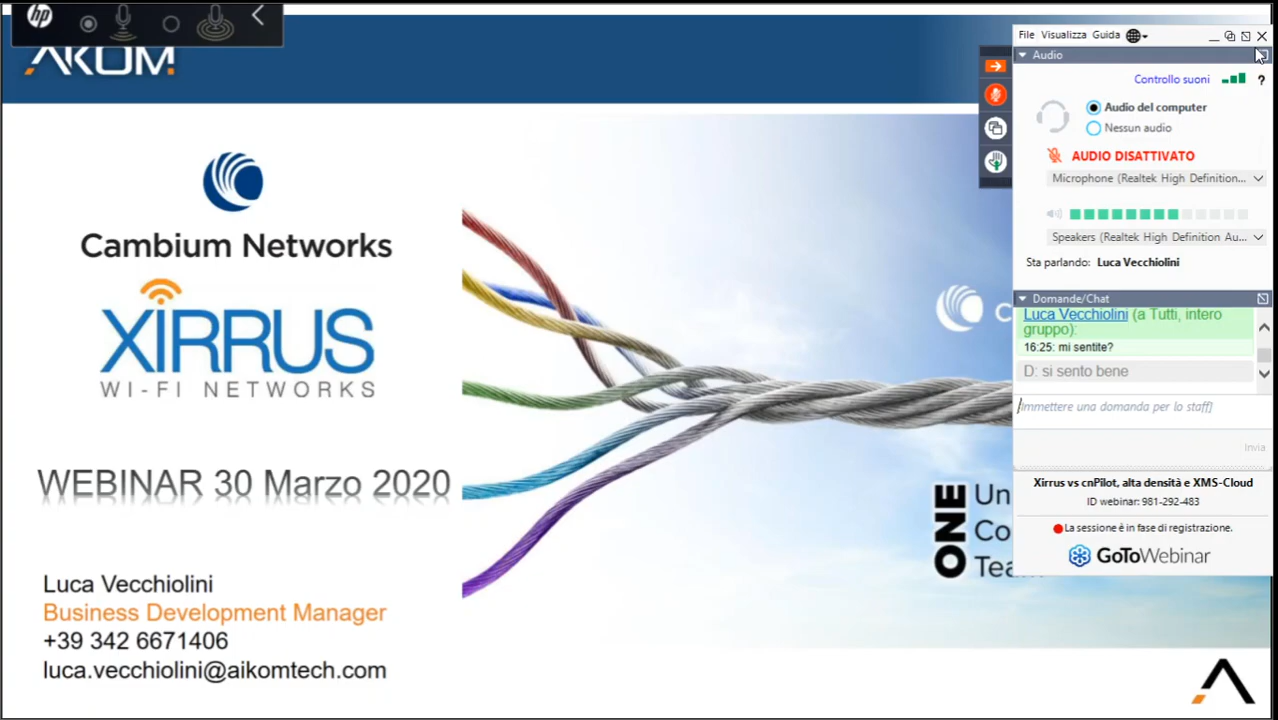 hp
AIKOM
Cambium Networks
XIRRUS
WI-FI NETWORKS
WEBINAR 30 Marzo 2020
Luca Vecchiolini
Business Development Manager
+39 342 6671406
luca.vecchiolini@aikomtech.com
C
ONE
Un
Co
Tea
File Visualizza Guida
Audio
Controllo suoni
?
Audio del computer
Nessun audio
AUDIO DISATTIVATO
Microphone (Realtek High Definition...
Speakers (Realtek High Definition Au...
Sta parlando: Luca Vecchiolini
Domande/Chat
Luca Vecchiolini (a Tutti, intero
gruppo):
16:25: mi sentite?
D: si sento bene
[Immettere una domanda per lo staff]
Invia
Xirrus vs cnPilot, alta densità e XMS-Cloud
ID webinar: 981-292-483
La sessione è in fase di registrazione.
GoToWebinar